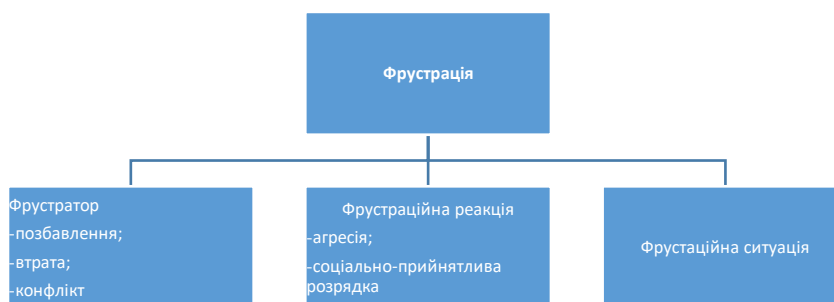 Фрустрація
Фрустратор
-позбавлення;
-втрата;
-конфлікт
Фрустраційна реакція
-агресія;
-соціально-прийнятлива
розрядка
Фрустаційна ситуація